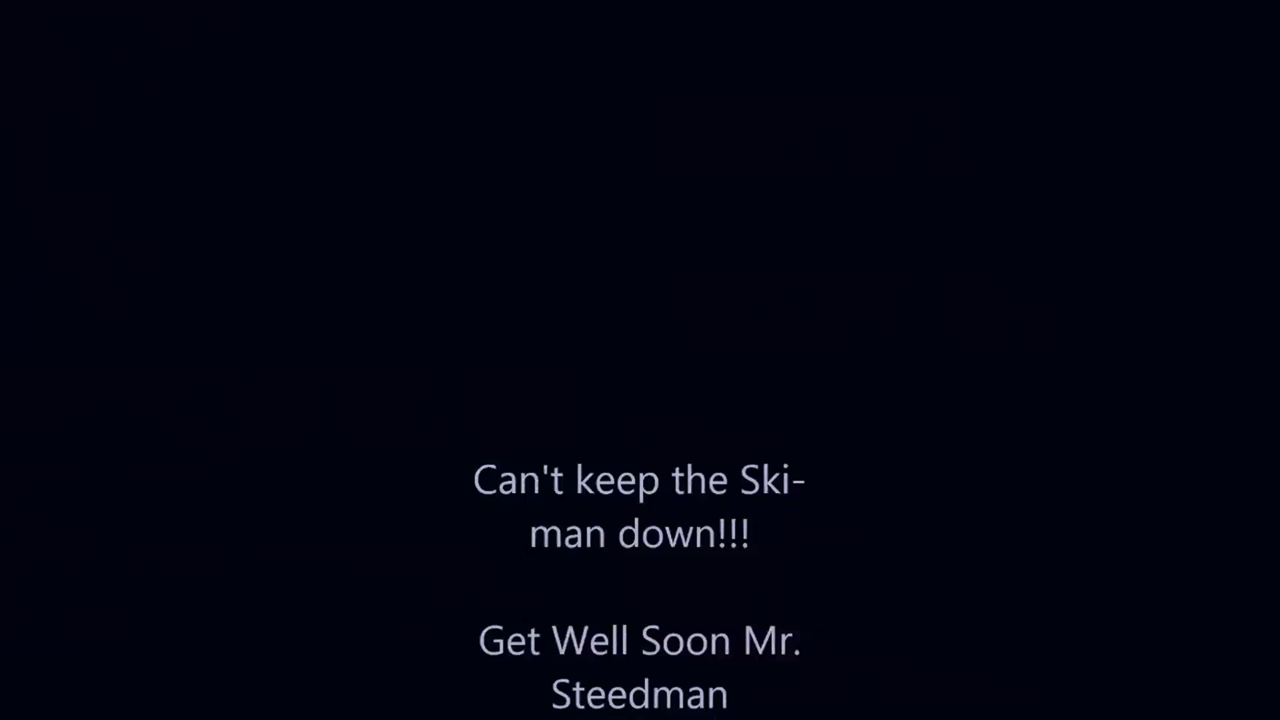 Can't keep the Ski-
man down!!!
Get Well Soon Mr.
Steedman